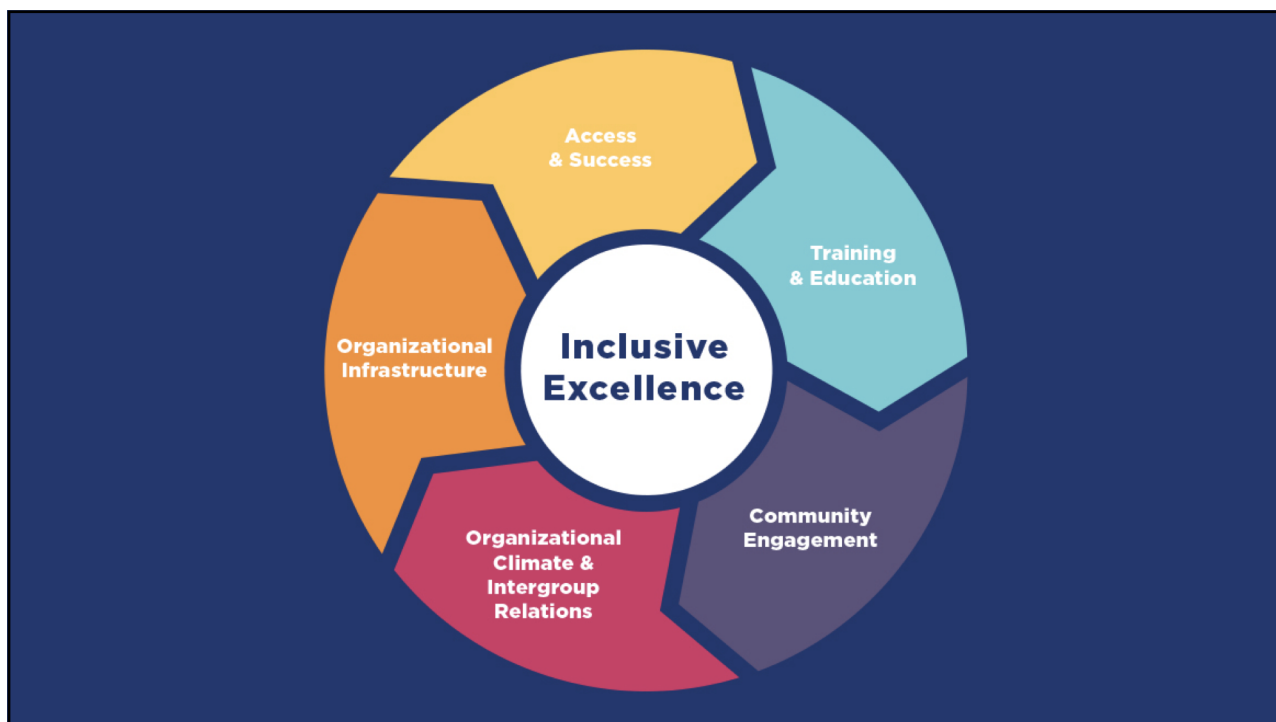 Access
& Success
Training
& Education
Organizational
Infrastructure
Inclusive
Excellence
Community
Engagement
Organizational
Climate &
Intergroup
Relations